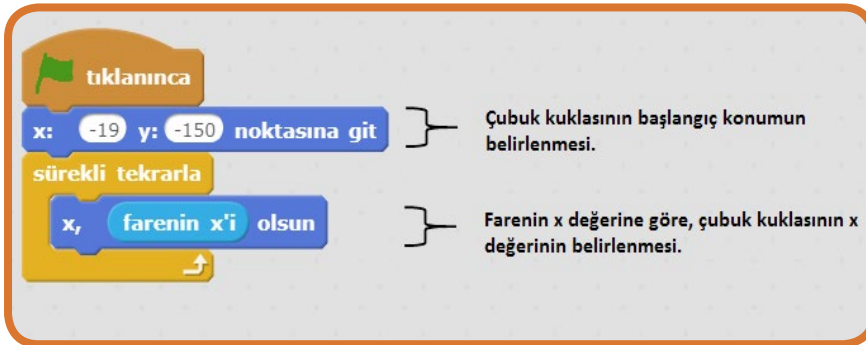 tıklanınca
x: -19 y: -150 noktasına git
Çubuk kuklasının başlangıç konumun
belirlenmesi.
sürekli tekrarla
x, farenin x'i olsun
Farenin x değerine göre, çubuk kuklasının x
değerinin belirlenmesi.